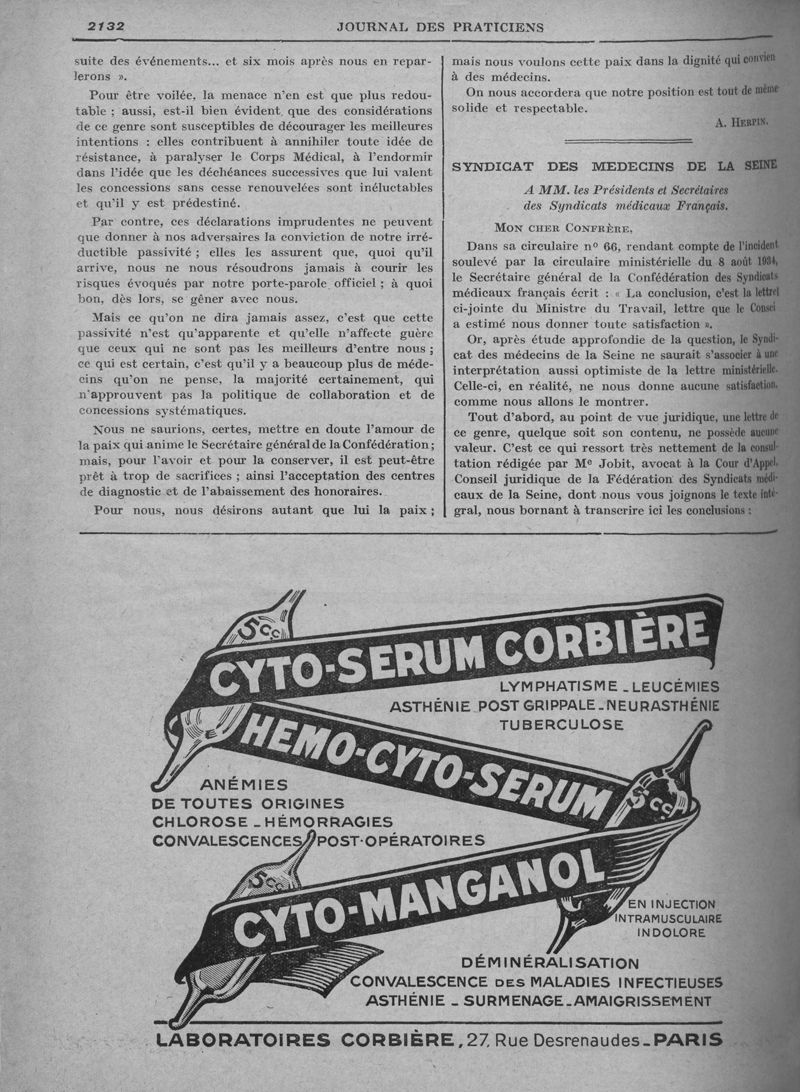 2132
JOURNAL DES PRATICIENS
suite des événements... et six mois après nous en repar-
lerons ».
Pour être voilée, la menace n'en est que plus redou-
table ; aussi, est-il bien évident que des considérations
de ce genre sont susceptibles de décourager les meilleures
intentions : elles contribuent à annihiler toute idée de
résistance, à paralyser le Corps Médical, à l'endormir
dans l'idée que les déchéances successives que lui valent
les concessions sans cesse renouvelées sont inéluctables
et qu'il y est prédestiné.
Par contre, ces déclarations imprudentes ne peuvent
que donner à nos adversaires la conviction de notre irré-
ductible passivité ; elles les assurent que, quoi qu'il
arrive, nous ne nous résoudrons jamais à courir les
risques évoqués par notre porte-parole officiel ; à quoi
bon, dès lors, se gêner avec nous.
Mais ce qu'on ne dira jamais assez, c'est que cette
passivité n'est qu'apparente et qu'elle n'affecte guère
que ceux qui ne sont pas les meilleurs d'entre nous ;
ce qui est certain, c'est qu'il y a beaucoup plus de méde-
cins qu'on ne pense, la majorité certainement, qui
n'approuvent pas la politique de collaboration et de
concessions systématiques.
Nous ne saurions, certes, mettre en doute l'amour de
la paix qui anime le Secrétaire général de la Confédération ;
mais, pour l'avoir et pour la conserver, il est peut-être
prêt à trop de sacrifices ; ainsi l'acceptation des centres
de diagnostic et de l'abaissement des honoraires.
Pour nous, nous désirons autant que lui la paix ;
mais nous voulons cette paix dans la dignité qui convien
à des médecins.
On nous accordera que notre position est tout de même
solide et respectable.
A. HERPIN.
SYNDICAT DES MEDECINS DE LA SEINE
A MM. les Présidents et Secrétaires
des Syndicats médicaux Français.
MON CHER CONFRÈRE,
Dans sa circulaire nº 66, rendant compte de l'incident
soulevé par la circulaire ministérielle du 8 août 1934,
le Secrétaire général de la Confédération des Syndicats
médicaux français écrit : « La conclusion, c'est la lettre
ci-jointe du Ministre du Travail, lettre que le Consei
a estimé nous donner toute satisfaction ».
Or, après étude approfondie de la question, le Syndi-
cat des médecins de la Seine ne saurait s'associer à une
interprétation aussi optimiste de la lettre ministérielle.
Celle-ci, en réalité, ne nous donne aucune satisfaction,
comme nous allons le montrer.
Tout d'abord, au point de vue juridique, une lettre de
ce genre, quelque soit son contenu, ne possède aucune
valeur. C'est ce qui ressort très nettement de la consul-
tation rédigée par Mᵉ Jobit, avocat à la Cour d'Appel,
Conseil juridique de la Fédération des Syndicats médi-
caux de la Seine, dont nous vous joignons le texte inté-
gral, nous bornant à transcrire ici les conclusions :
5 c.c.
CYTO-SERUM CORBIÈRE
LYMPHATISME - LEUCÉMIES
ASTHÉNIE POST GRIPPALE - NEURASTHÉNIE
TUBERCULOSE
HEMO-CYTO-SERUM
5 cc
ANÉMIES
DE TOUTES ORIGINES
CHLOROSE - HÉMORRAGIES
CONVALESCENCES POST-OPÉRATOIRES
5 cc
CYTO-MANGANOL
EN INJECTION
INTRAMUSCULAIRE
INDOLORE
DÉMINÉRALISATION
CONVALESCENCE DES MALADIES INFECTIEUSES
ASTHÉNIE - SURMENAGE - AMAIGRISSEMENT
LABORATOIRES CORBIÈRE, 27, Rue Desrenaudes - PARIS